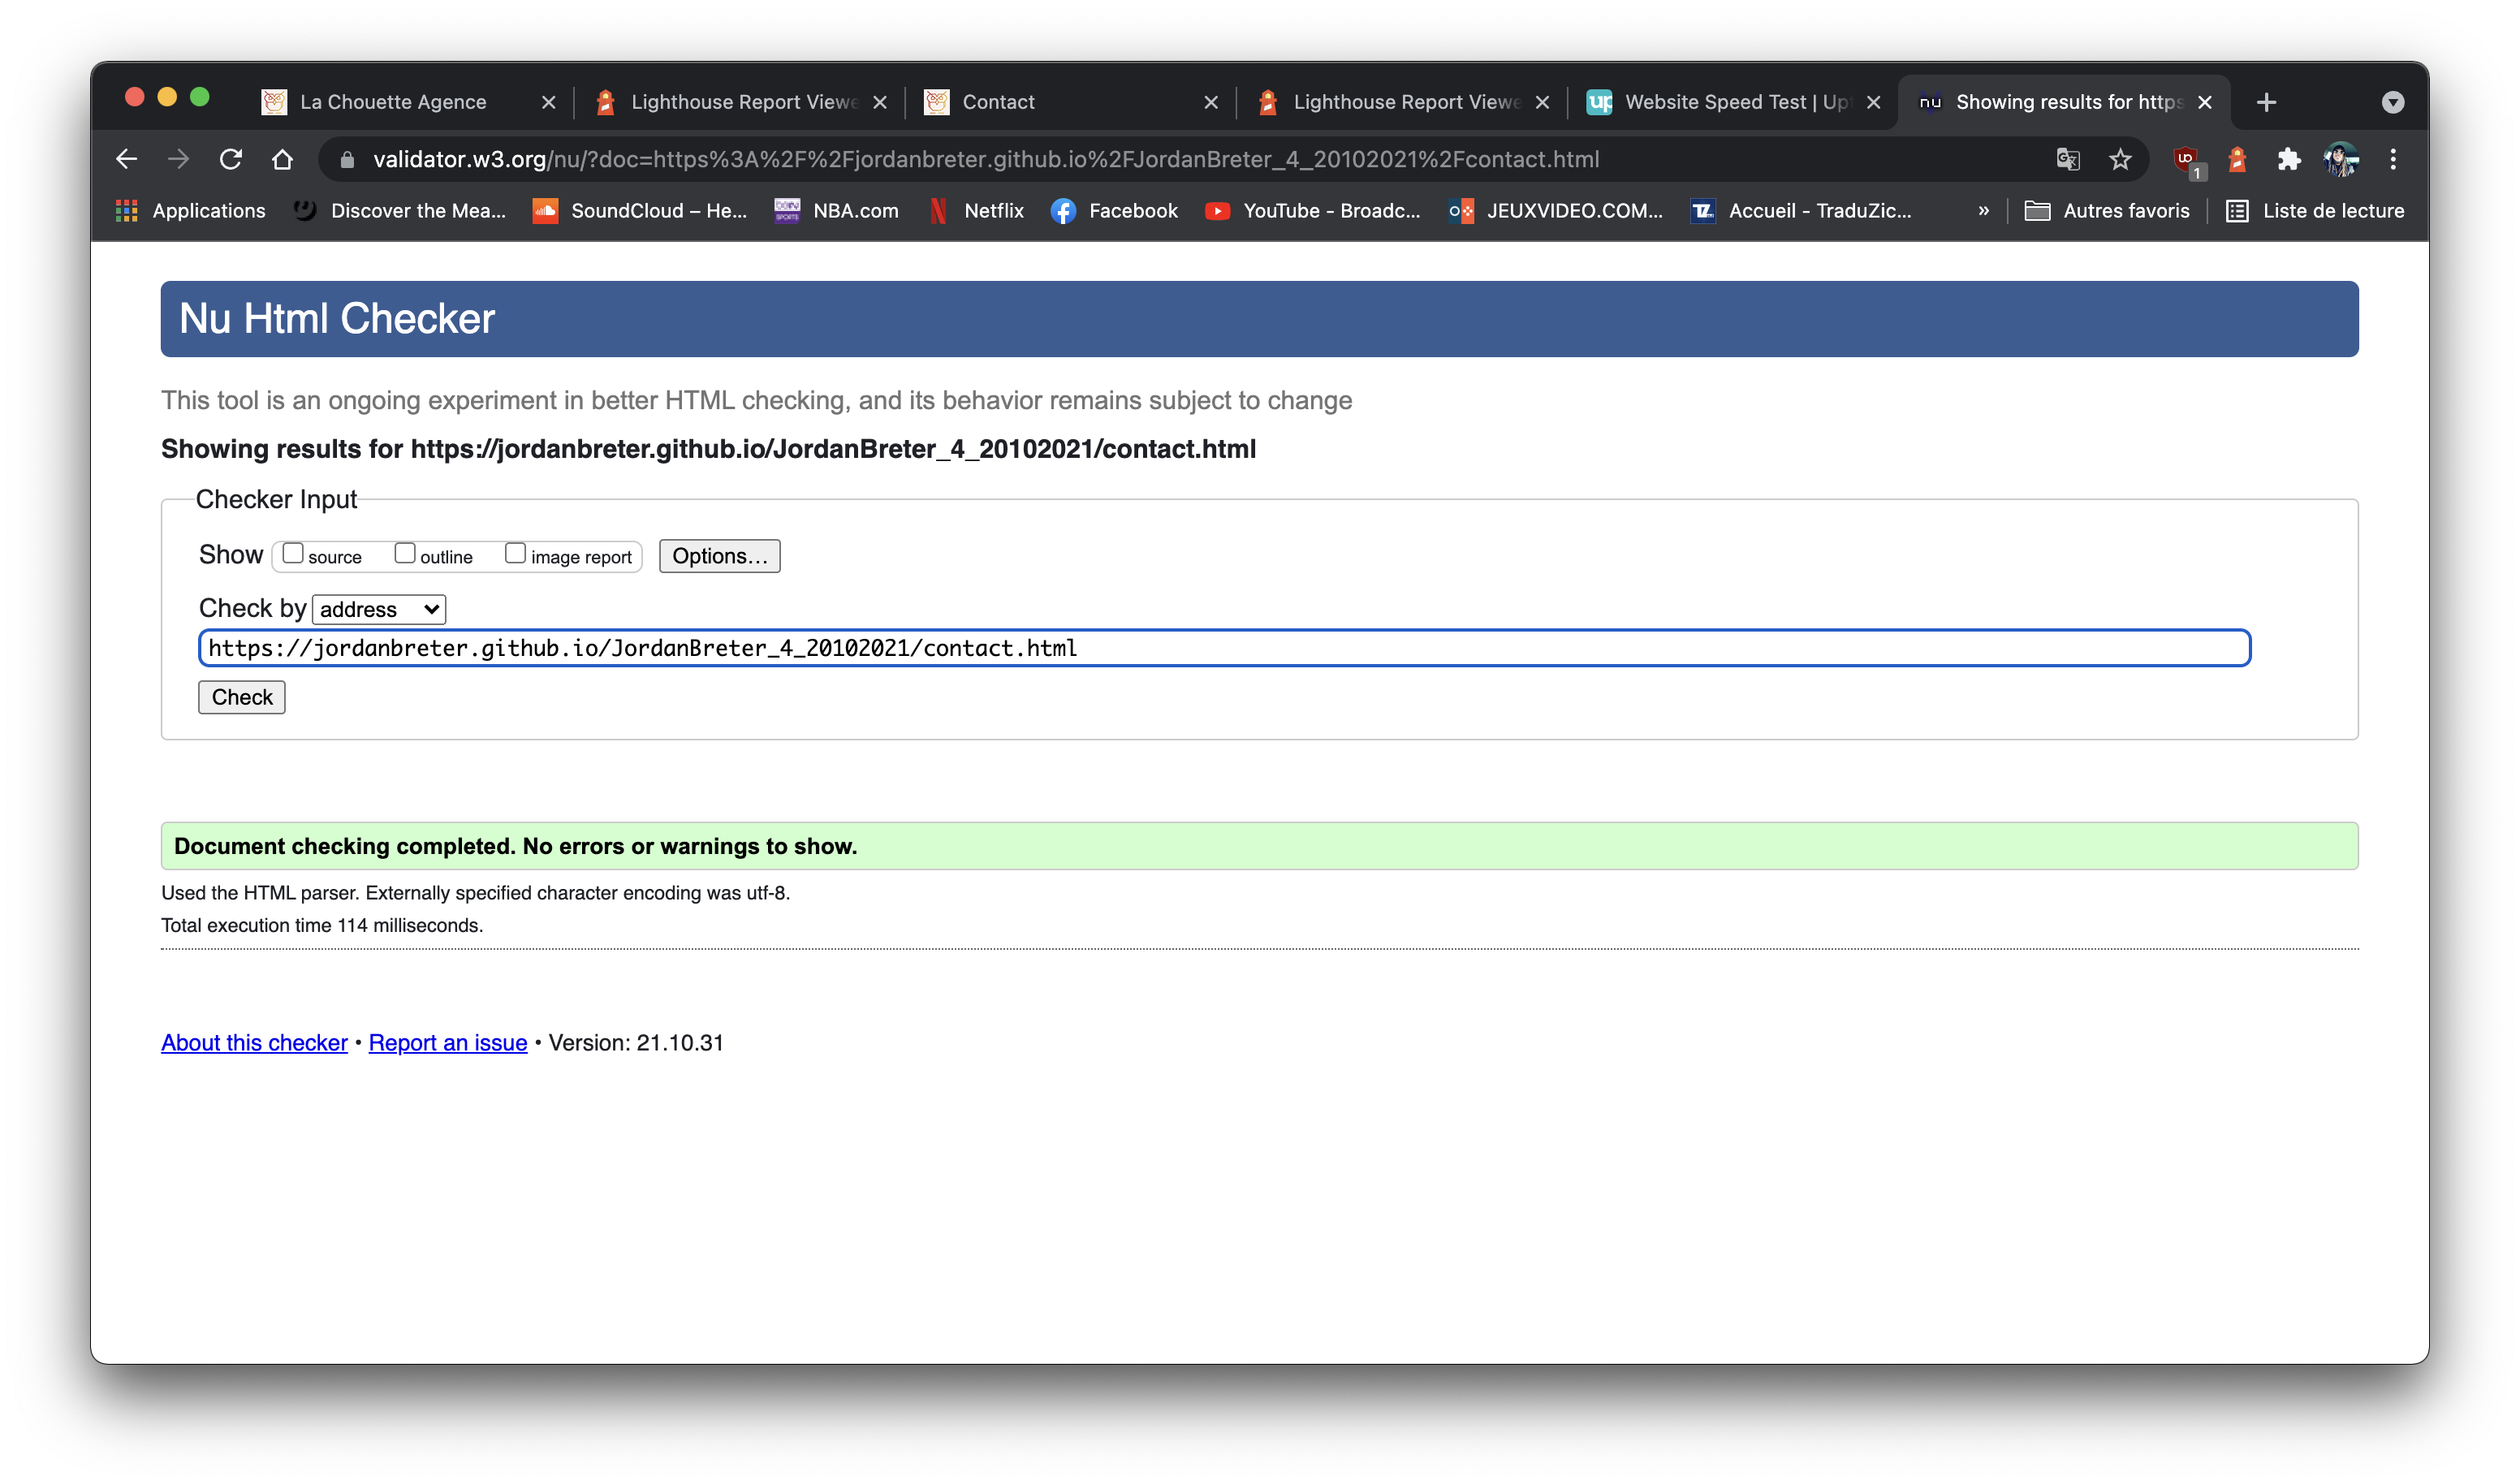 La Chouette Agence
Lighthouse Report Viewe
Contact
Lighthouse Report Viewe
up Website Speed Test | Up
nu Showing results for https
validator.w3.org/nu/?doc=https%3A%2F%2Fjordanbreter.github.io%2FJordanBreter_4_20102021%2Fcontact.html
1
Applications
Discover the Mea...
SoundCloud – He...
NBA.com
Netflix
Facebook
YouTube - Broadc...
JEUXVIDEO.COM...
Accueil - TraduZic...
»
Autres favoris
Liste de lecture
Nu Html Checker
This tool is an ongoing experiment in better HTML checking, and its behavior remains subject to change
Showing results for https://jordanbreter.github.io/JordanBreter_4_20102021/contact.html
Checker Input
Show source outline image report Options...
Check by address
https://jordanbreter.github.io/JordanBreter_4_20102021/contact.html
Check
Document checking completed. No errors or warnings to show.
Used the HTML parser. Externally specified character encoding was utf-8.
Total execution time 114 milliseconds.
About this checker • Report an issue • Version: 21.10.31